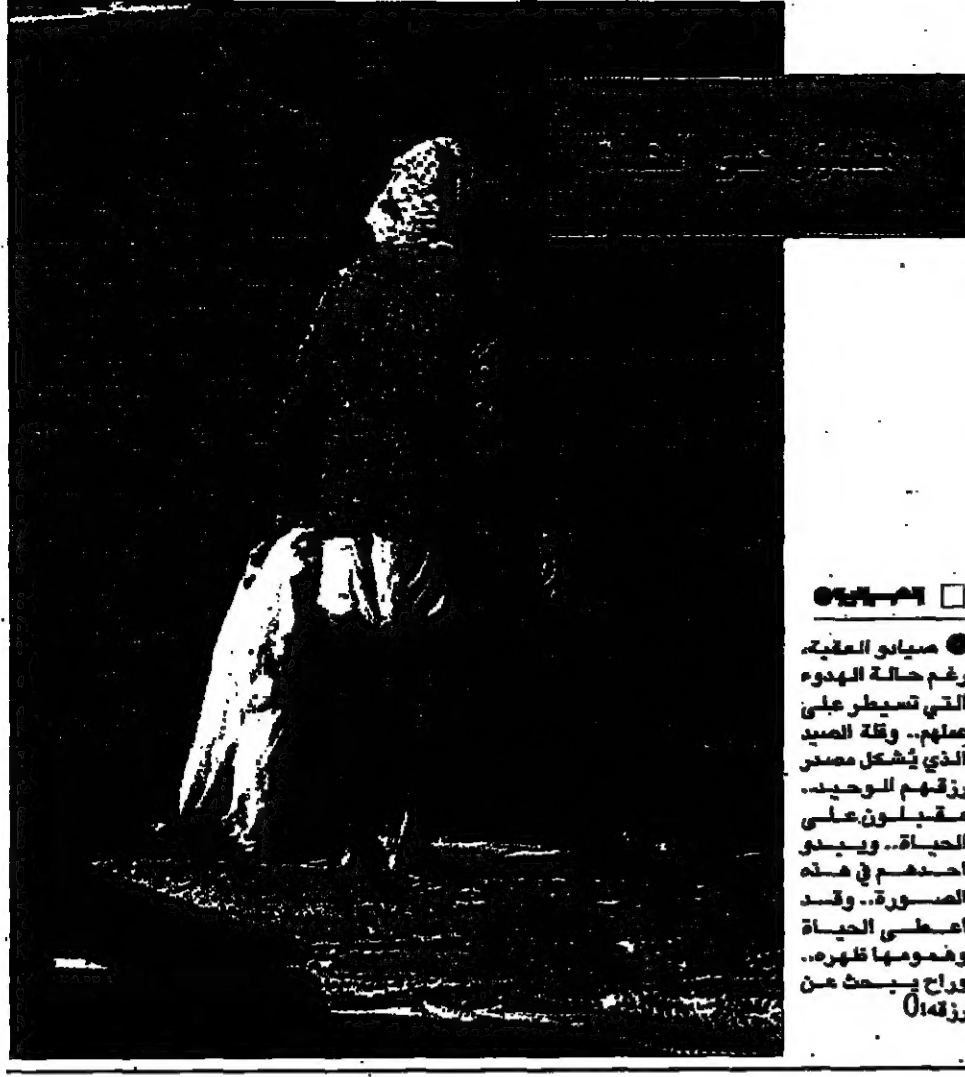 صيادو العقبة،
رغم حالة الهدوء
التي تسيطر على
عملهم.. وقلة الصيد
الذي يُشكل مصدر
رزقهم الوحيد..
مقبلون على
الحياة.. ويبدو
احدهم في هذه
الصورة.. وقد
اعطى الحياة
وهمومها ظهره..
وراح يبحث عن
رزقه!()